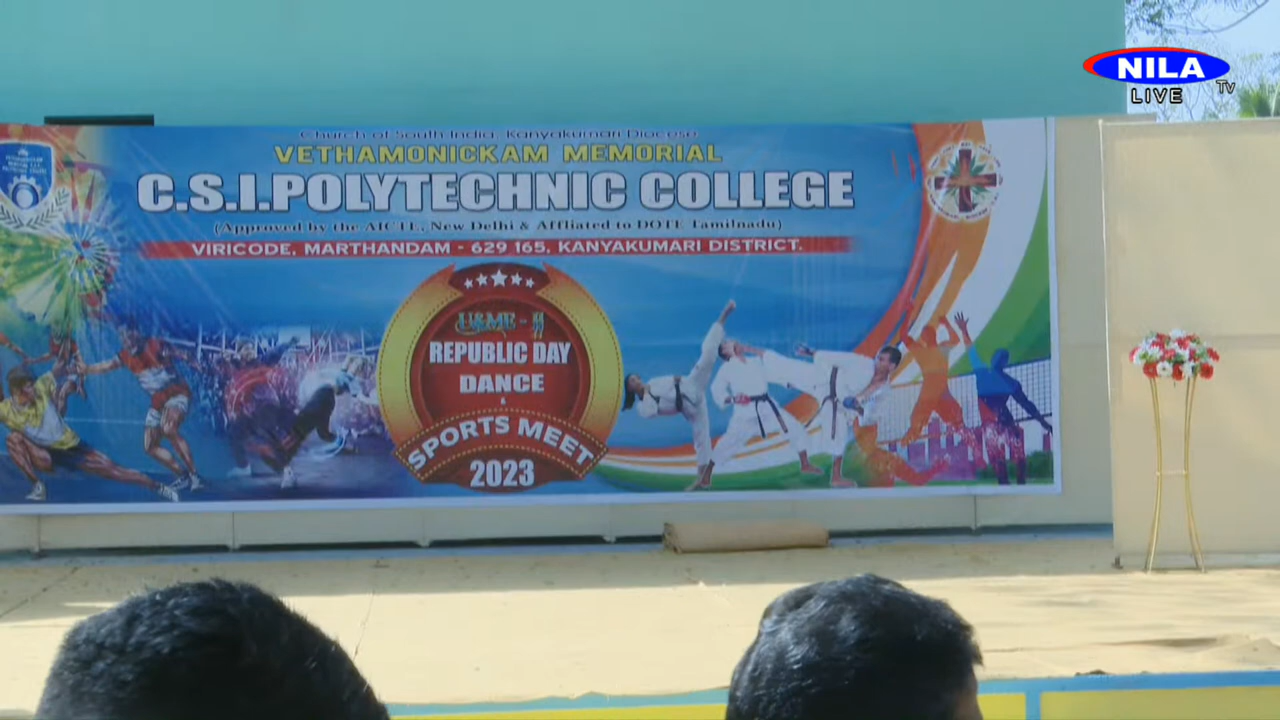 NILA
LIVE TV
Church of South India, Kanyakumari Diocese
VETHAMONICKAM MEMORIAL
C.S.I.POLYTECHNIC COLLEGE
(Approved by the AICTE., New Delhi & Affliated to DOTE Tamilnadu)
VIRICODE, MARTHANDAM - 629 165, KANYAKUMARI DISTRICT.
REPUBLIC DAY
DANCE
&
SPORTS MEET
2023